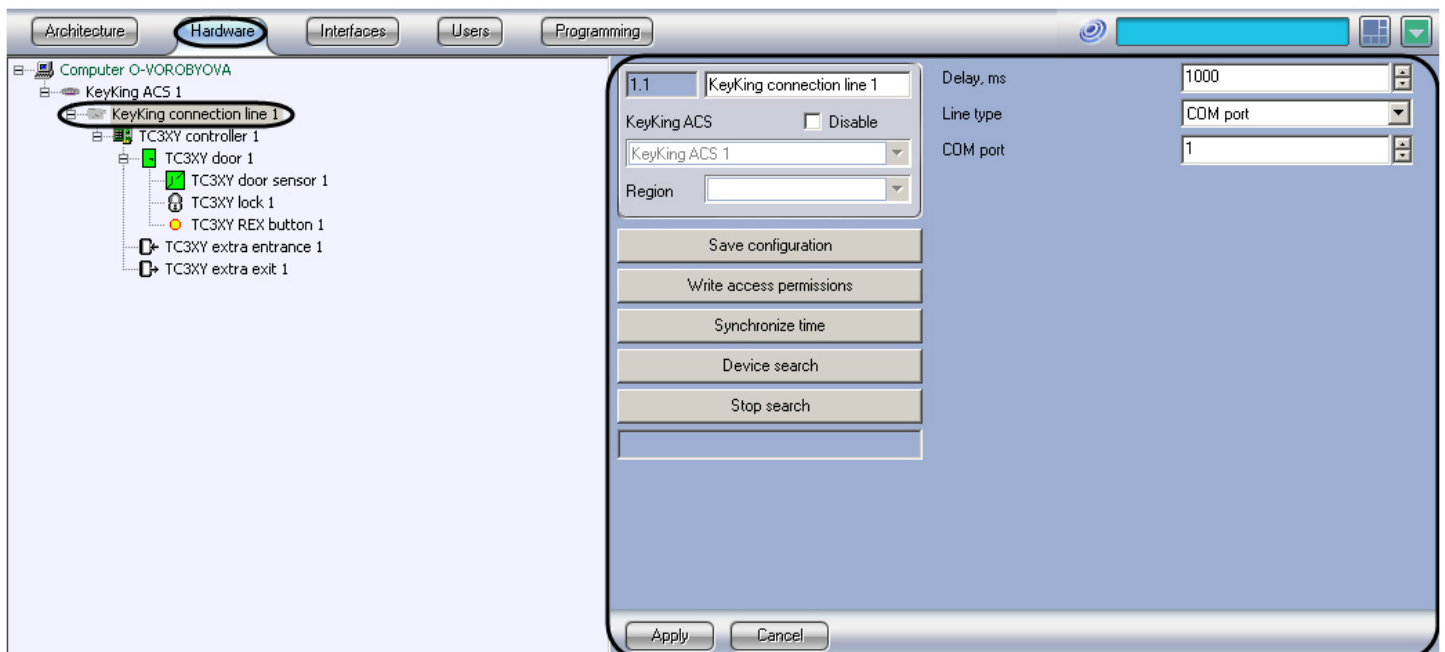 Architecture Hardware Interfaces Users Programming
Computer O-VOROBYOVA
KeyKing ACS 1
KeyKing connection line 1
TC3XY controller 1
TC3XY door 1
TC3XY door sensor 1
TC3XY lock 1
TC3XY REX button 1
TC3XY extra entrance 1
TC3XY extra exit 1
1.1 KeyKing connection line 1
KeyKing ACS Disable
KeyKing ACS 1
Region
Save configuration
Write access permissions
Synchronize time
Device search
Stop search
Delay, ms 1000
Line type COM port
COM port 1
Apply Cancel